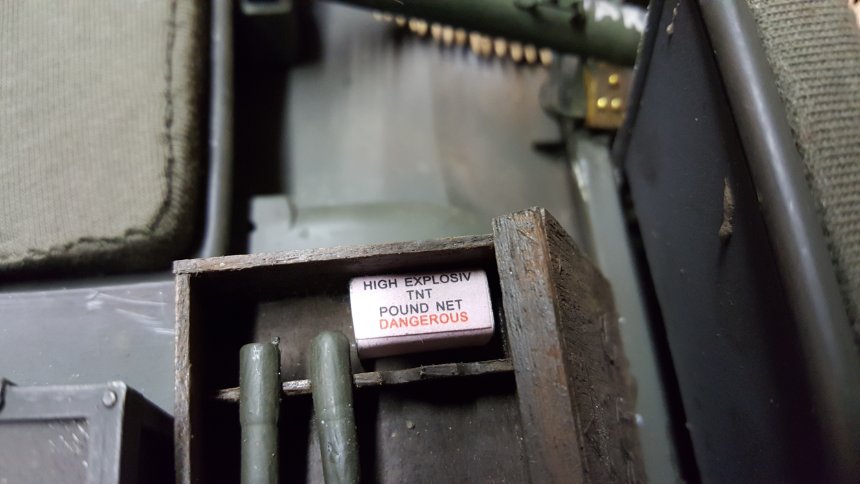 HIGH EXPLOSIV
TNT
POUND NET
DANGEROUS